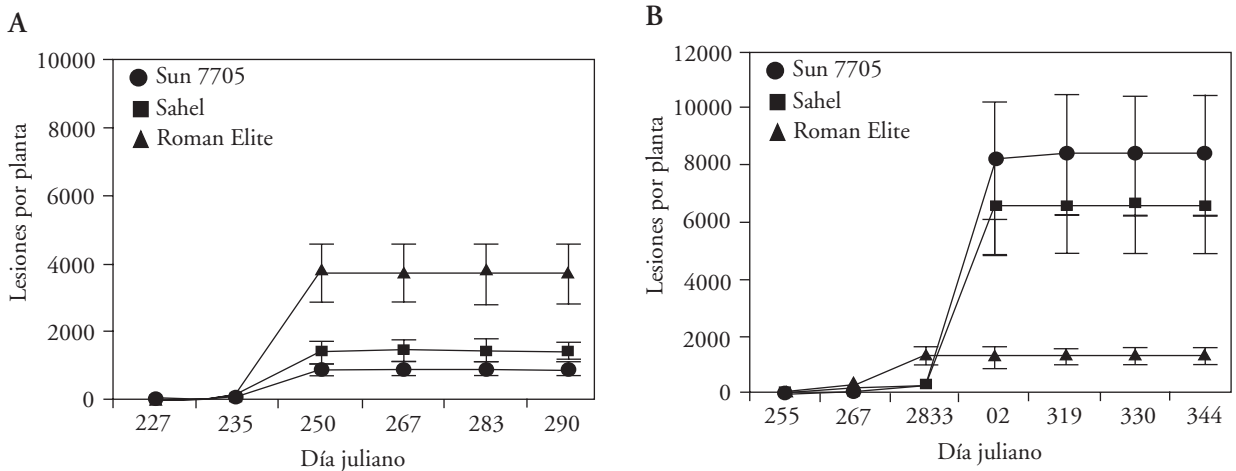 A
Lesiones por planta
10000
8000
6000
4000
2000
0
Sun 7705
Sahel
Roman Elite
227 235 250 267 283 290
Día juliano
B
Lesiones por planta
12000
10000
8000
6000
4000
2000
0
Sun 7705
Sahel
Roman Elite
255 267 2833 02 319 330 344
Día juliano